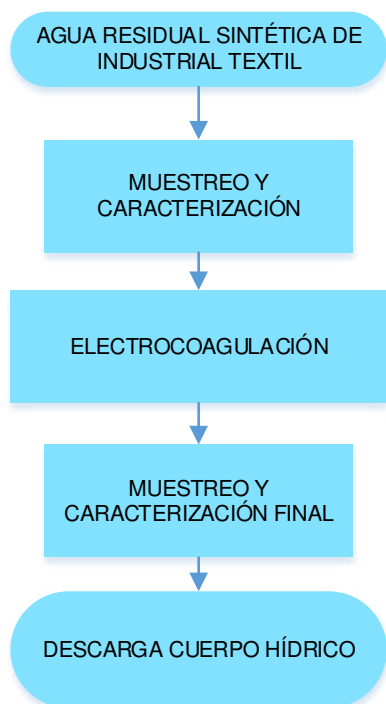 AGUA RESIDUAL SINTÉTICA DE
INDUSTRIAL TEXTIL
MUESTREO Y
CARACTERIZACIÓN
ELECTROCOAGULACIÓN
MUESTREO Y
CARACTERIZACIÓN FINAL
DESCARGA CUERPO HÍDRICO